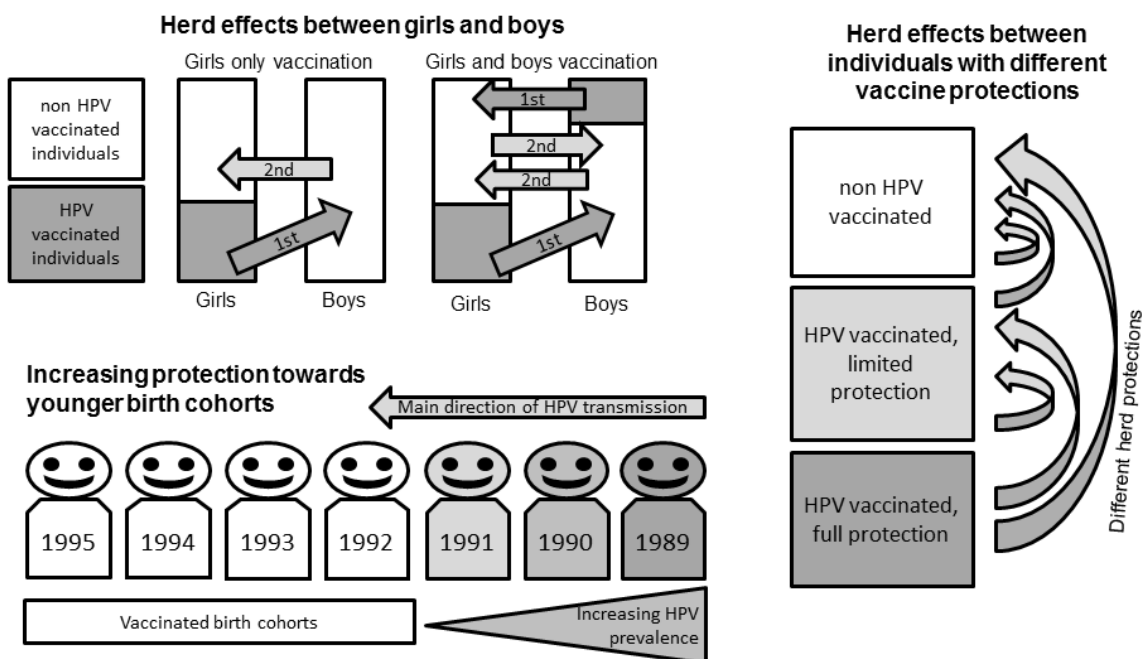 Herd effects between girls and boys
Girls only vaccination
Girls and boys vaccination
non HPV
vaccinated
individuals
HPV
vaccinated
individuals
2nd
1st
Girls
Boys
1st
2nd
2nd
1st
Girls
Boys
Herd effects between
individuals with different
vaccine protections
non HPV
vaccinated
HPV vaccinated,
limited
protection
HPV vaccinated,
full protection
Different herd protections
Increasing protection towards
younger birth cohorts
Main direction of HPV transmission
1995
1994
1993
1992
1991
1990
1989
Vaccinated birth cohorts
Increasing HPV
prevalence